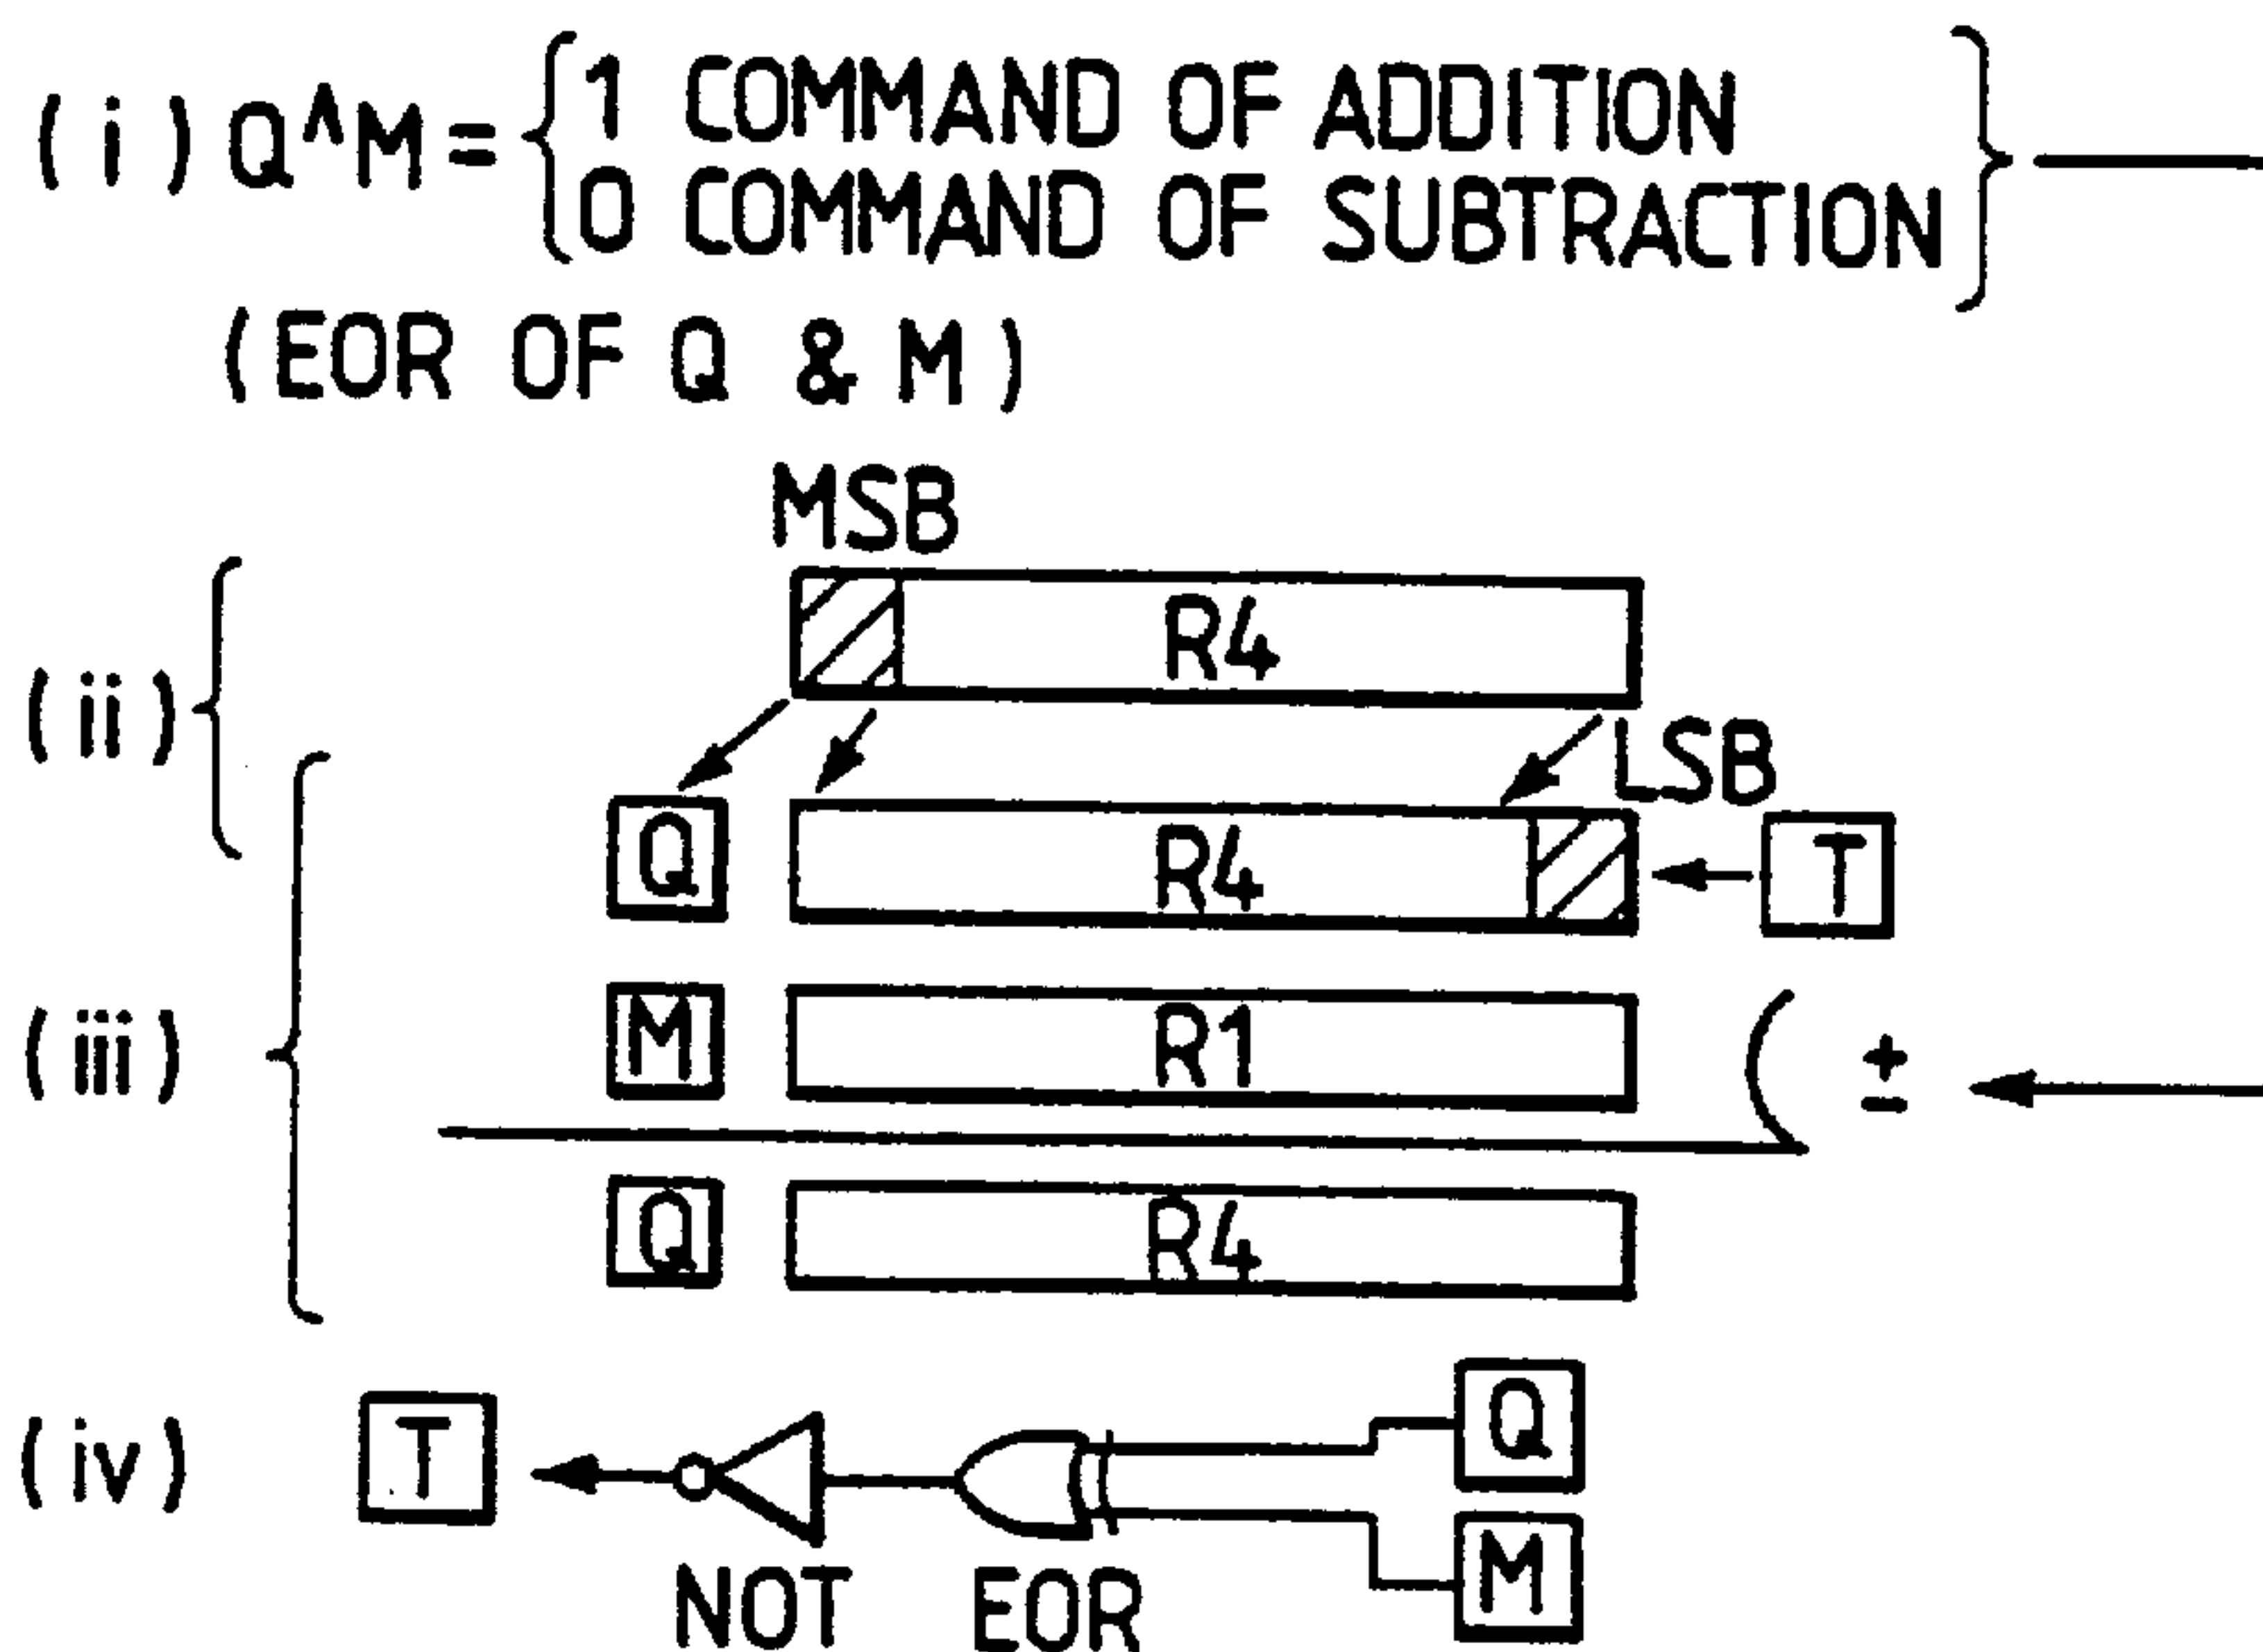 (i) Q^M= 1 COMMAND OF ADDITION
0 COMMAND OF SUBTRACTION
(EOR OF Q & M)
MSB
(ii)
R4
LSB
Q R4 T
(iii)
M R1 ±
Q R4
(iv) T Q
M
NOT EOR